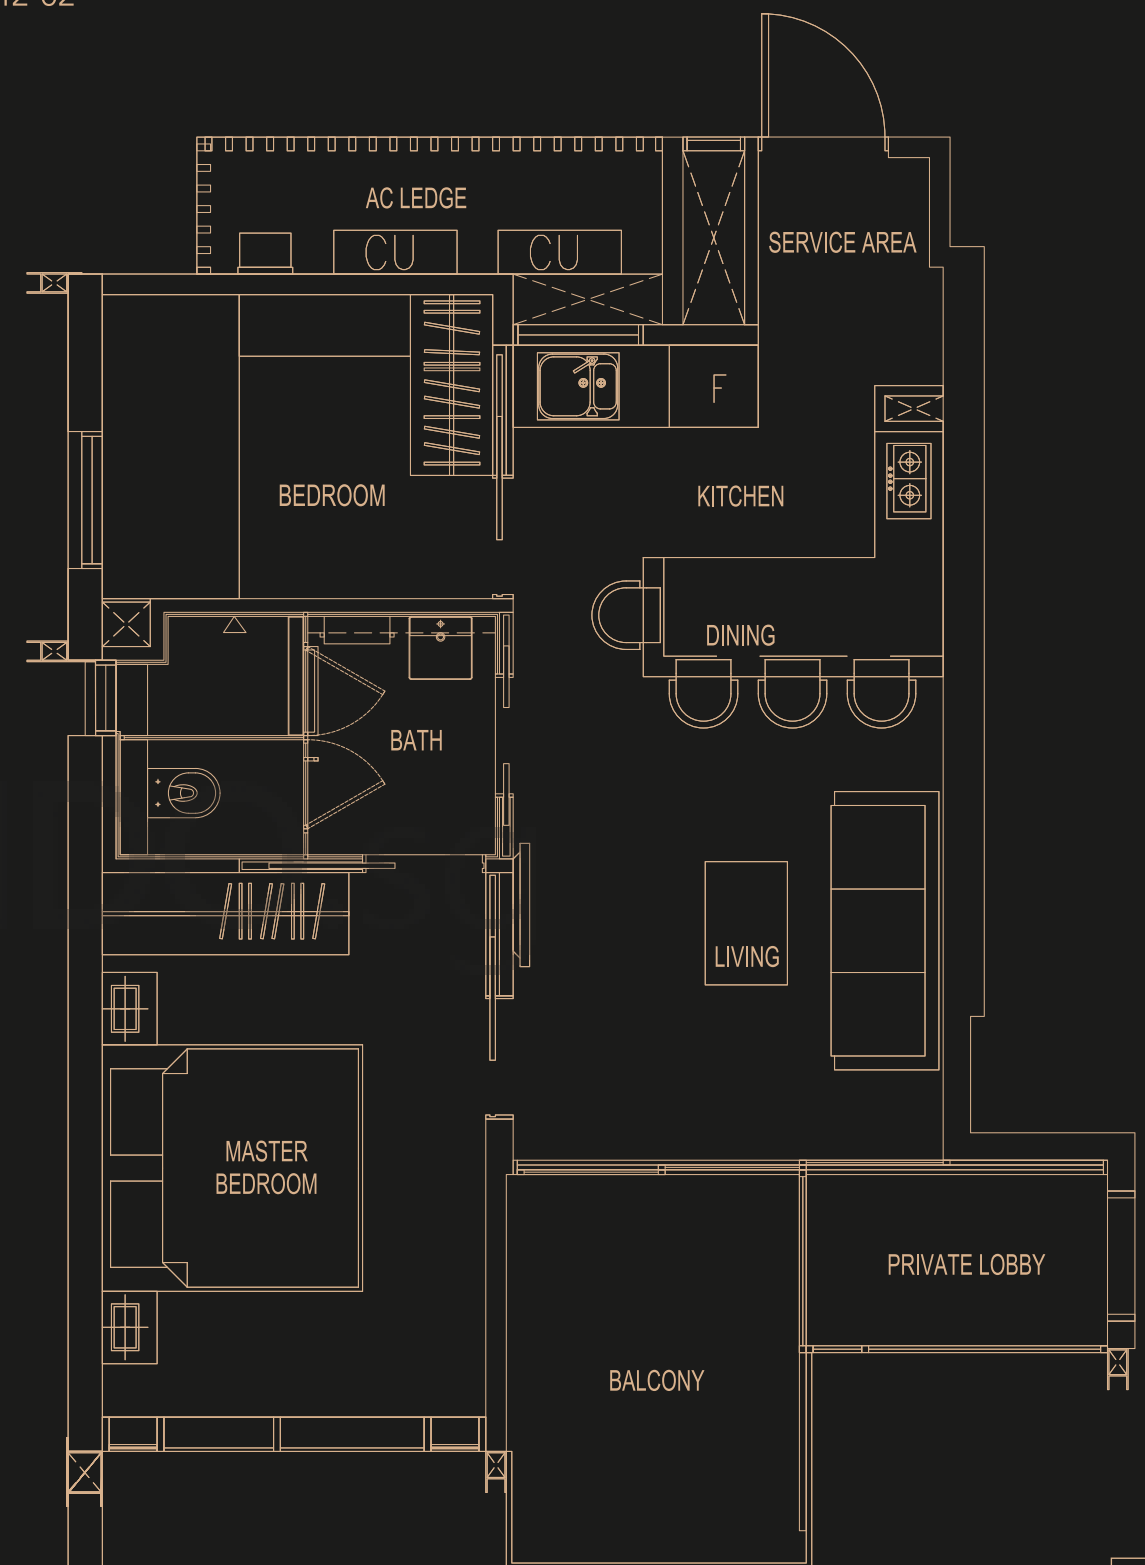 AC LEDGE
CU
CU
SERVICE AREA
F
BEDROOM
KITCHEN
DINING
BATH
LIVING
MASTER
BEDROOM
PRIVATE LOBBY
BALCONY